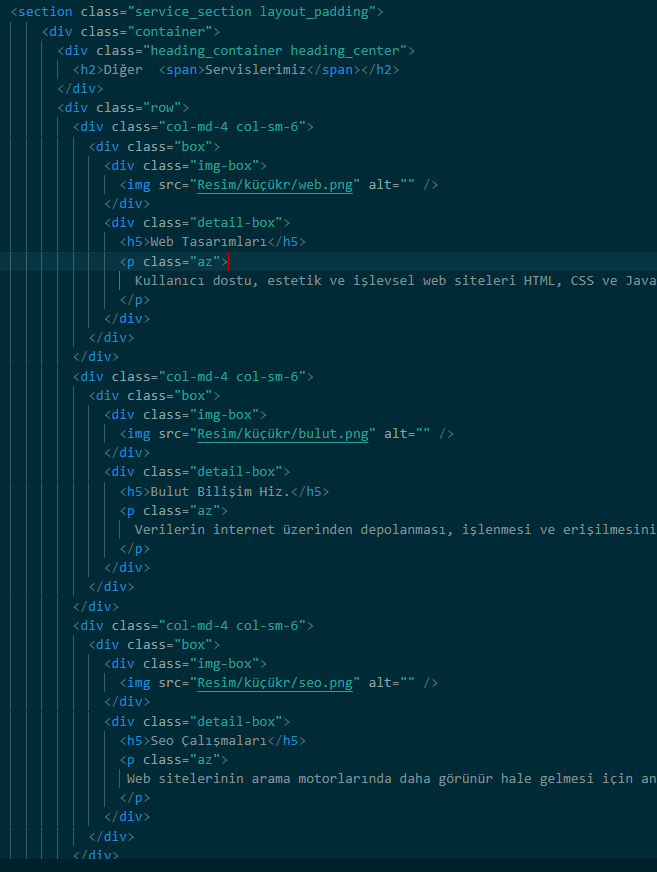 <section class="service_section layout_padding">
<div class="container">
<div class="heading_container heading_center">
<h2>Diğer  <span>Servislerimiz</span></h2>
</div>
<div class="row">
<div class="col-md-4 col-sm-6">
<div class="box">
<div class="img-box">
<img src="Resim/küçükr/web.png" alt="" />
</div>
<div class="detail-box">
<h5>Web Tasarımları</h5>
<p class="az">
Kullanıcı dostu, estetik ve işlevsel web siteleri HTML, CSS ve Java
</p>
</div>
</div>
</div>
<div class="col-md-4 col-sm-6">
<div class="box">
<div class="img-box">
<img src="Resim/küçükr/bulut.png" alt="" />
</div>
<div class="detail-box">
<h5>Bulut Bilişim Hiz.</h5>
<p class="az">
Verilerin internet üzerinden depolanması, işlenmesi ve erişilmesini
</p>
</div>
</div>
</div>
<div class="col-md-4 col-sm-6">
<div class="box">
<div class="img-box">
<img src="Resim/küçükr/seo.png" alt="" />
</div>
<div class="detail-box">
<h5>Seo Çalışmaları</h5>
<p class="az">
Web sitelerinin arama motorlarında daha görünür hale gelmesi için an
</p>
</div>
</div>
</div>